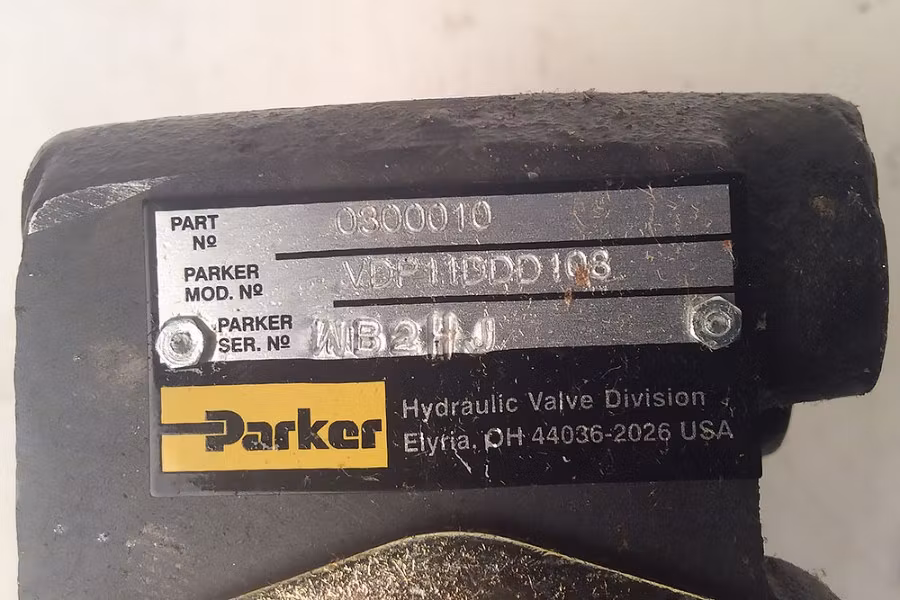 PART Nº 0300010
PARKER MOD. Nº VDP11DDD108
PARKER SER. Nº WB2HJ
Parker
Hydraulic Valve Division
Elyria, OH 44036-2026 USA